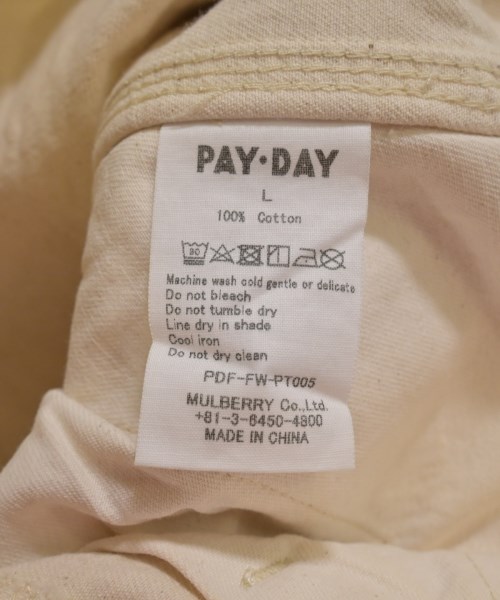 PAY・DAY
L
100% Cotton
30
Machine wash cold gentle or delicate
Do not bleach
Do not tumble dry
Line dry in shade
Cool iron
Do not dry clean
PDF-FW-PT005
MULBERRY Co.,Ltd.
+81-3-6450-4800
MADE IN CHINA